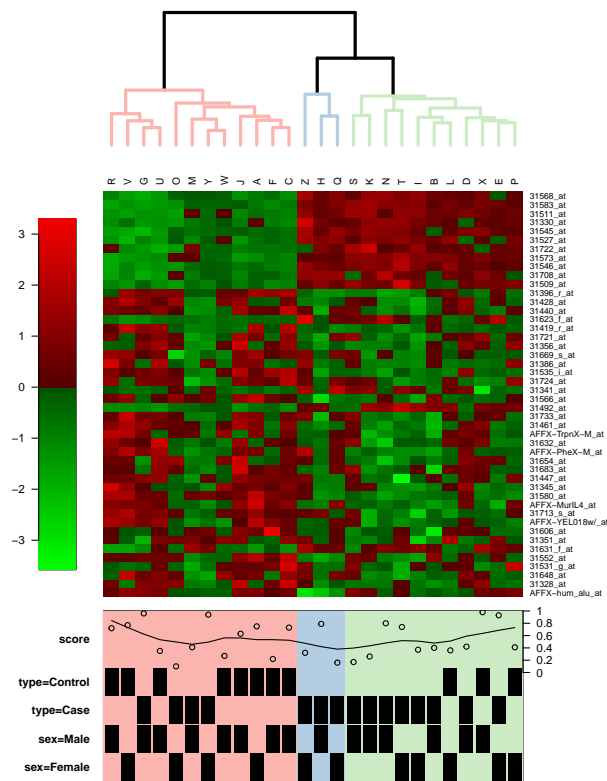 R V G U O M Y W J A F C Z H Q S K N T I B L D X E P
31568_at
31583_at
31511_at
31330_at
31545_at
31527_at
31722_at
31573_at
31546_at
31708_at
31509_at
31396_r_at
31428_at
31440_at
31623_f_at
31419_r_at
31721_at
31356_at
31669_s_at
31386_at
31535_i_at
31724_at
31341_at
31566_at
31492_at
31733_at
31461_at
AFFX−TrpnX−M_at
31632_at
AFFX−PheX−M_at
31654_at
31683_at
31447_at
31345_at
31580_at
AFFX−MurIL4_at
31713_s_at
AFFX−YEL018w/_at
31606_at
31351_at
31631_f_at
31552_at
31531_g_at
31648_at
31328_at
AFFX−hum_alu_at
3
2
1
0
−1
−2
−3
score
1
0.8
0.6
0.4
0.2
0
type=Control
type=Case
sex=Male
sex=Female